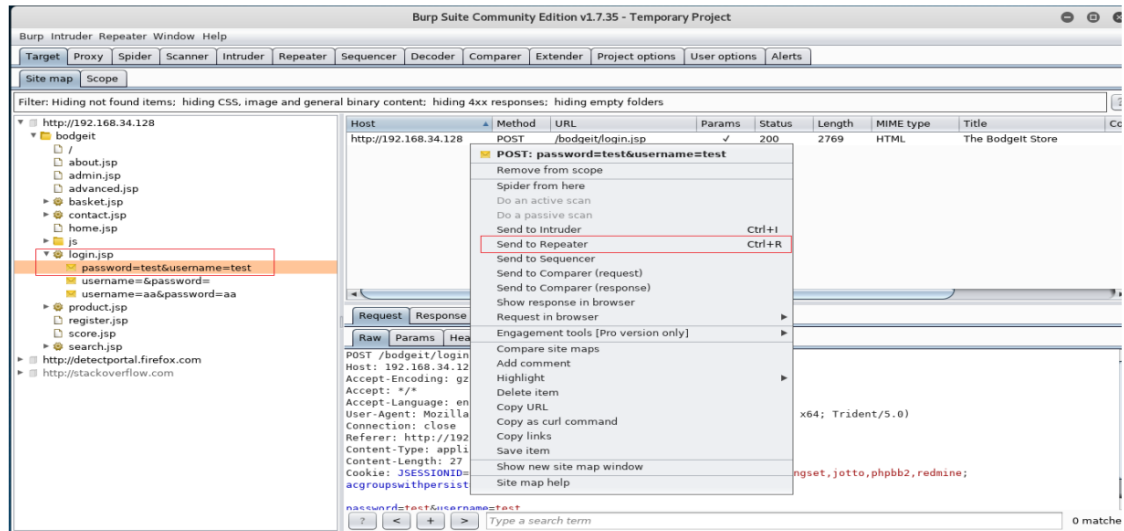 Burp Suite Community Edition v1.7.35 - Temporary Project
Burp Intruder Repeater Window Help
Target Proxy Spider Scanner Intruder Repeater Sequencer Decoder Comparer Extender Project options User options Alerts
Site map Scope
Filter: Hiding not found items; hiding CSS, image and general binary content; hiding 4xx responses; hiding empty folders
?
http://192.168.34.128
bodgeit
/
about.jsp
admin.jsp
advanced.jsp
basket.jsp
contact.jsp
home.jsp
js
login.jsp
password=test&username=test
username=&password=
username=aa&password=aa
product.jsp
register.jsp
score.jsp
search.jsp
http://detectportal.firefox.com
http://stackoverflow.com
Host Method URL Params Status Length MIME type Title Co
http://192.168.34.128 POST /bodgeit/login.jsp ✓ 200 2769 HTML The BodgeIt Store
POST: password=test&username=test
Remove from scope
Spider from here
Do an active scan
Do a passive scan
Send to Intruder Ctrl+I
Send to Repeater Ctrl+R
Send to Sequencer
Send to Comparer (request)
Send to Comparer (response)
Show response in browser
Request in browser
Engagement tools [Pro version only]
Compare site maps
Add comment
Highlight
Delete item
Copy URL
Copy as curl command
Copy links
Save item
Show new site map window
Site map help
Request Response
Raw Params Hea
POST /bodgeit/login
Host: 192.168.34.12
Accept-Encoding: gz
Accept: */*
Accept-Language: en
User-Agent: Mozilla x64; Trident/5.0)
Connection: close
Referer: http://192
Content-Type: appli
Content-Length: 27
Cookie: JSESSIONID= ngset,jotto,phpbb2,redmine;
acgroupswithpersist
password=test&username=test
? < + > Type a search term 0 matche